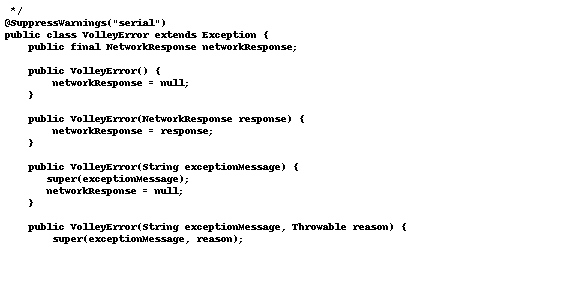 */
@SuppressWarnings("serial")
public class VolleyError extends Exception {
public final NetworkResponse networkResponse;
public VolleyError() {
networkResponse = null;
}
public VolleyError(NetworkResponse response) {
networkResponse = response;
}
public VolleyError(String exceptionMessage) {
super(exceptionMessage);
networkResponse = null;
}
public VolleyError(String exceptionMessage, Throwable reason) {
super(exceptionMessage, reason);